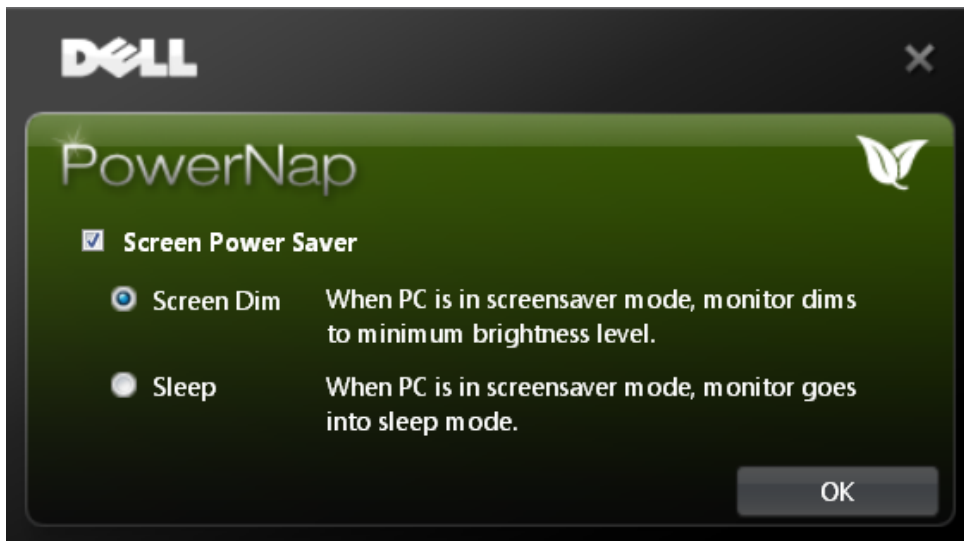 DELL
PowerNap
Screen Power Saver
Screen Dim When PC is in screensaver mode, monitor dims
to minimum brightness level.
Sleep When PC is in screensaver mode, monitor goes
into sleep mode.
OK